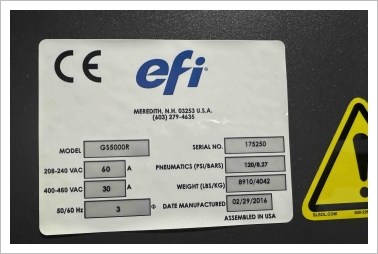 CE
efi
MEREDITH, N.H. 03253 U.S.A.
(603) 279-4635
MODEL GS5000R SERIAL NO. 175250
208-240 VAC 60 A PNEUMATICS (PSI/BARS) 120/8.27
400-460 VAC 30 A WEIGHT (LBS/KG) 8910/4042
50/60 Hz 3 Φ DATE MANUFACTURED 02/29/2016
ASSEMBLED IN USA